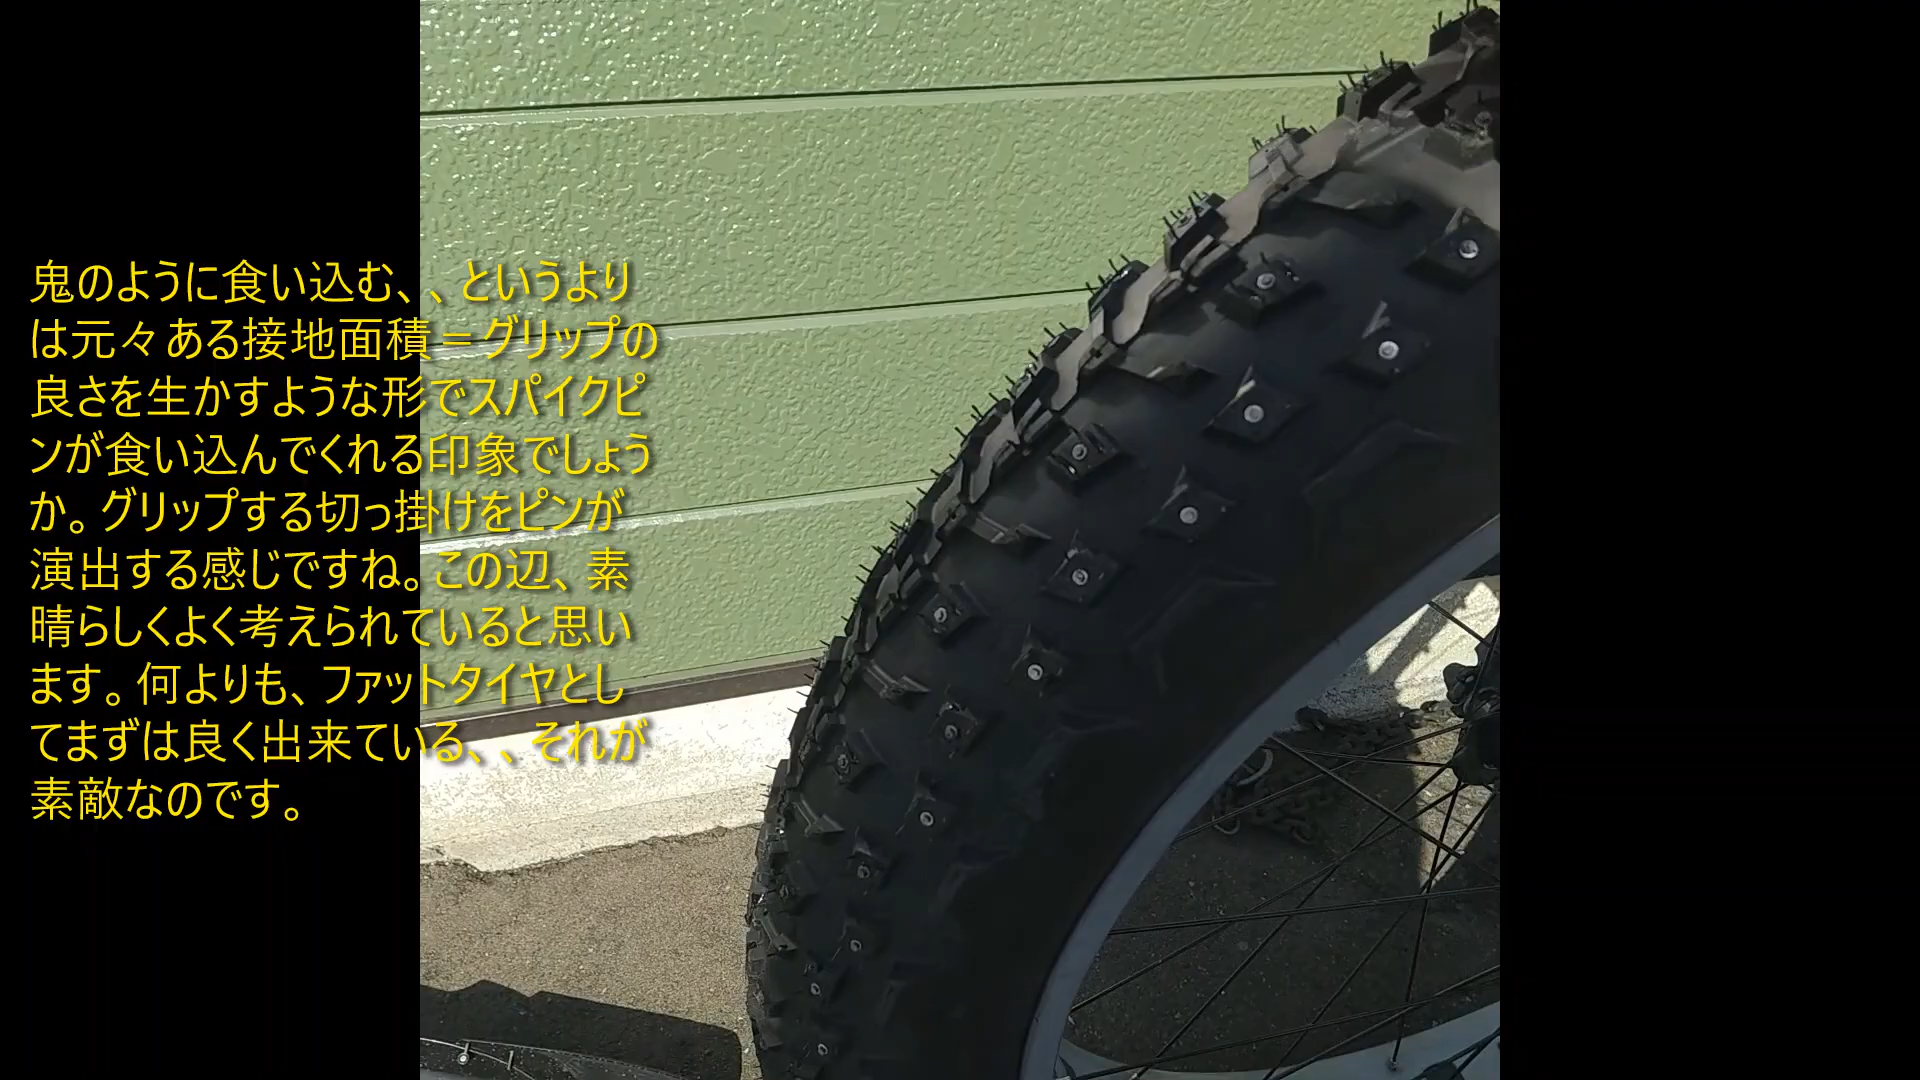 鬼のように食い込む、、というより
は元々ある接地面積＝グリップの
良さを生かすような形でスパイクピ
ンが食い込んでくれる印象でしょう
か。グリップする切っ掛けをピンが
演出する感じですね。この辺、素
晴らしくよく考えられていると思い
ます。何よりも、ファットタイヤとし
てまずは良く出来ている、、それが
素敵なのです。